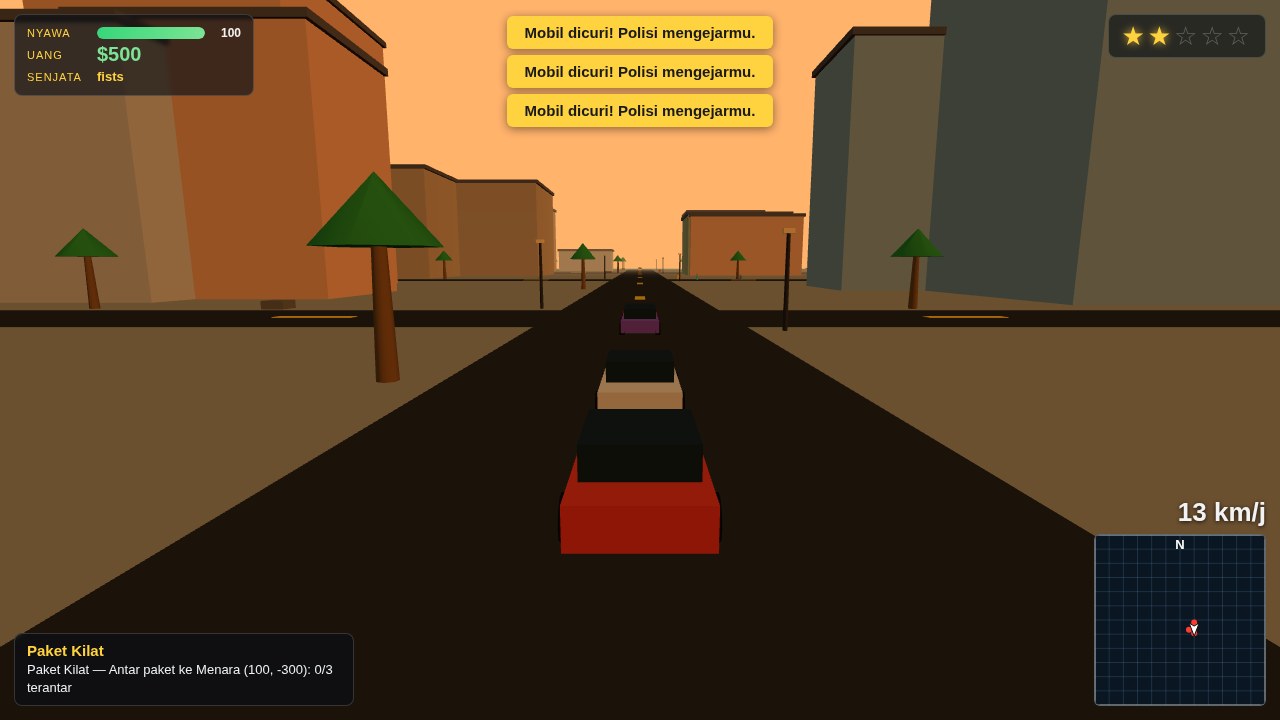 NYAWA 100
UANG $500
SENJATA fists
Mobil dicuri! Polisi mengejarmu.
Mobil dicuri! Polisi mengejarmu.
Mobil dicuri! Polisi mengejarmu.
13 km/j
N
Paket Kilat
Paket Kilat — Antar paket ke Menara (100, -300): 0/3
terantar